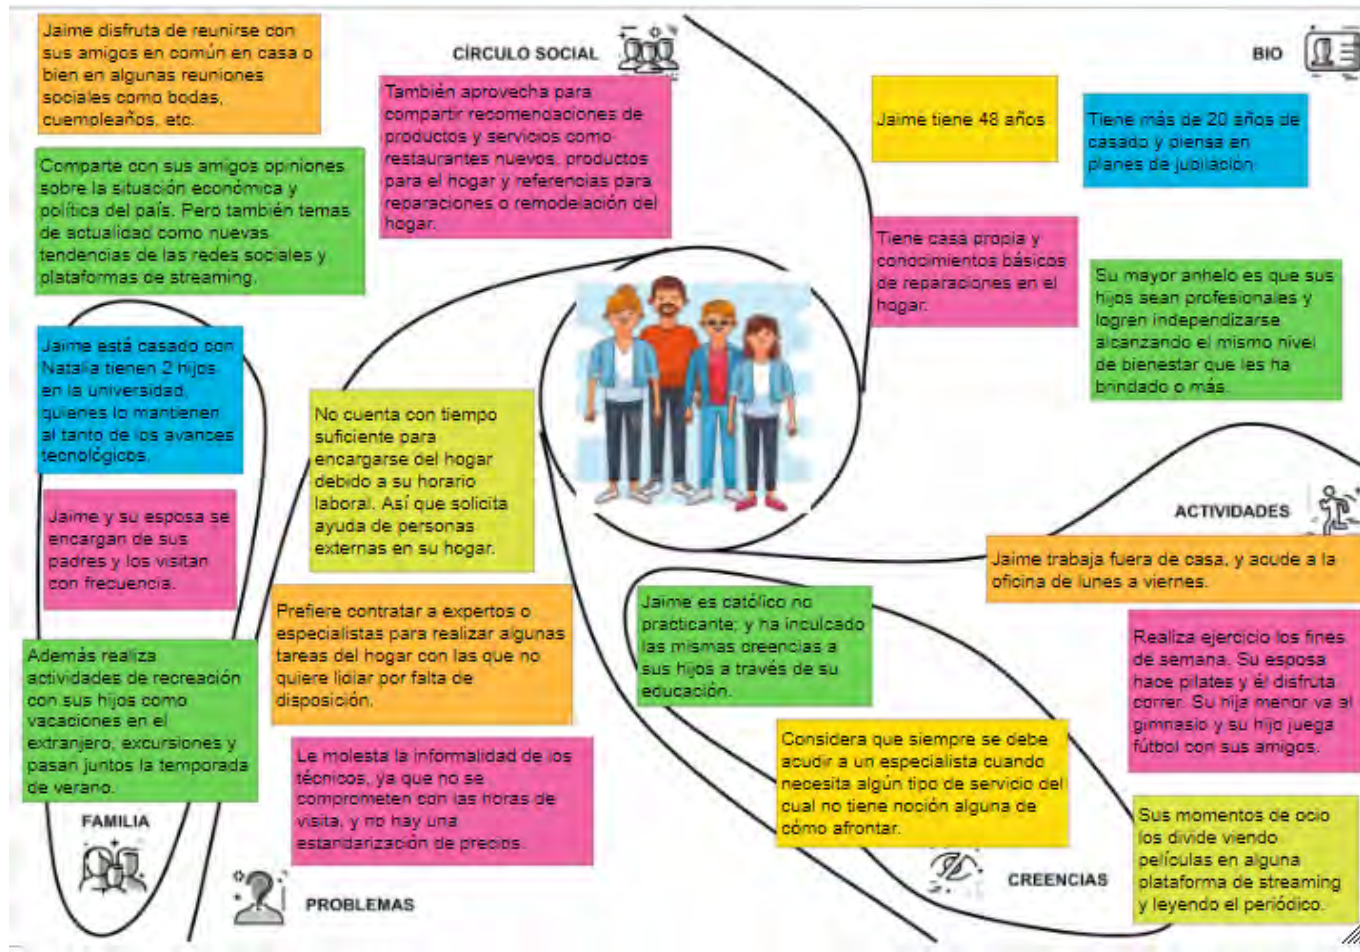 Jaime disfruta de reunirse con
sus amigos en común en casa o
bien en algunas reuniones
sociales como bodas,
cuempleaños, etc.
Comparte con sus amigos opiniones
sobre la situación económica y
política del país. Pero también temas
de actualidad como nuevas
tendencias de las redes sociales y
plataformas de streaming.
CÍRCULO SOCIAL
También aprovecha para
compartir recomendaciones de
productos y servicios como
restaurantes nuevos, productos
para el hogar y referencias para
reparaciones o remodelación del
hogar.
BIO
Jaime tiene 48 años
Tiene más de 20 años de
casado y piensa en
planes de jubilación.
Tiene casa propia y
conocimientos básicos
de reparaciones en el
hogar.
Su mayor anhelo es que sus
hijos sean profesionales y
logren independizarse
alcanzando el mismo nivel
de bienestar que les ha
brindado o más.
Jaime está casado con
Natalia tienen 2 hijos
en la universidad,
quienes lo mantienen
al tanto de los avances
tecnológicos.
Jaime y su esposa se
encargan de sus
padres y los visitan
con frecuencia.
Además realiza
actividades de recreación
con sus hijos como
vacaciones en el
extranjero, excursiones y
pasan juntos la temporada
de verano.
FAMILIA
No cuenta con tiempo
suficiente para
encargarse del hogar
debido a su horario
laboral. Así que solicita
ayuda de personas
externas en su hogar.
Prefiere contratar a expertos o
especialistas para realizar algunas
tareas del hogar con las que no
quiere lidiar por falta de
disposición.
Le molesta la informalidad de los
técnicos, ya que no se
comprometen con las horas de
visita, y no hay una
estandarización de precios.
PROBLEMAS
Jaime es católico no
practicante; y ha inculcado
las mismas creencias a
sus hijos a través de su
educación.
Considera que siempre se debe
acudir a un especialista cuando
necesita algún tipo de servicio del
cual no tiene noción alguna de
cómo afrontar.
CREENCIAS
ACTIVIDADES
Jaime trabaja fuera de casa, y acude a la
oficina de lunes a viernes.
Realiza ejercicio los fines
de semana. Su esposa
hace pilates y él disfruta
correr. Su hija menor va al
gimnasio y su hijo juega
fútbol con sus amigos.
Sus momentos de ocio
los divide viendo
películas en alguna
plataforma de streaming
y leyendo el periódico.